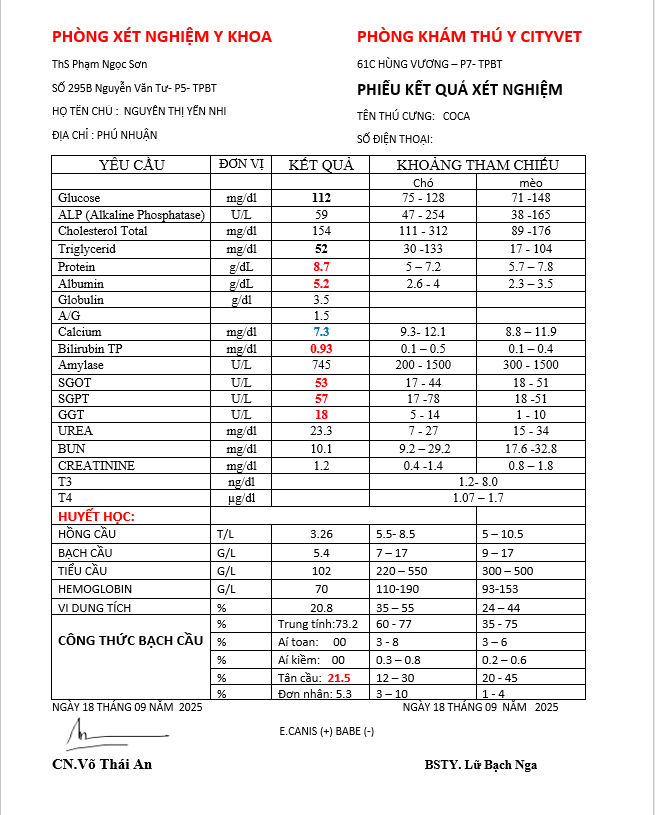 PHÒNG XÉT NGHIỆM Y KHOA
PHÒNG KHÁM THÚ Y CITYVET
ThS Phạm Ngọc Sơn
61C HÙNG VƯƠNG – P7- TPBT
SỐ 295B Nguyễn Văn Tư- P5- TPBT
PHIẾU KẾT QUẢ XÉT NGHIỆM
HỌ TÊN CHỦ : NGUYỄN THỊ YẾN NHI
TÊN THÚ CƯNG: COCA
ĐỊA CHỈ : PHÚ NHUẬN
SỐ ĐIỆN THOẠI:
YÊU CẦU ĐƠN VỊ KẾT QUẢ KHOẢNG THAM CHIẾU
Chó mèo
Glucose mg/dl 112 75 - 128 71 -148
ALP (Alkaline Phosphatase) U/L 59 47 - 254 38 -165
Cholesterol Total mg/dl 154 111 - 312 89 -176
Triglycerid mg/dl 52 30 -133 17 - 104
Protein g/dL 8.7 5 – 7.2 5.7 – 7.8
Albumin g/dL 5.2 2.6 - 4 2.3 – 3.5
Globulin g/dl 3.5
A/G 1.5
Calcium mg/dl 7.3 9.3- 12.1 8.8 – 11.9
Bilirubin TP mg/dl 0.93 0.1 – 0.5 0.1 – 0.4
Amylase U/L 745 200 - 1500 300 - 1500
SGOT U/L 53 17 - 44 18 - 51
SGPT U/L 57 17 -78 18 -51
GGT U/L 18 5 - 14 1 - 10
UREA mg/dl 23.3 7 - 27 15 - 34
BUN mg/dl 10.1 9.2 – 29.2 17.6 -32.8
CREATININE mg/dl 1.2 0.4 -1.4 0.8 – 1.8
T3 ng/dl 1.2- 8.0
T4 µg/dl 1.07 – 1.7
HUYẾT HỌC:
HỒNG CẦU T/L 3.26 5.5- 8.5 5 – 10.5
BẠCH CẦU G/L 5.4 7 – 17 9 – 17
TIỂU CẦU G/L 102 220 – 550 300 – 500
HEMOGLOBIN G/L 70 110-190 93-153
VI DUNG TÍCH % 20.8 35 – 55 24 – 44
CÔNG THỨC BẠCH CẦU
% Trung tính:73.2 60 - 77 35 - 75
% Aí toan: 00 3 - 8 3 – 6
% Aí kiềm: 00 0.3 – 0.8 0.2 – 0.6
% Tân cầu: 21.5 12 – 30 20 - 45
% Đơn nhân: 5.3 3 – 10 1 - 4
NGÀY 18 THÁNG 09 NĂM 2025
NGÀY 18 THÁNG 09 NĂM 2025
E.CANIS (+) BABE (-)
CN.Võ Thái An
BSTY. Lữ Bạch Nga